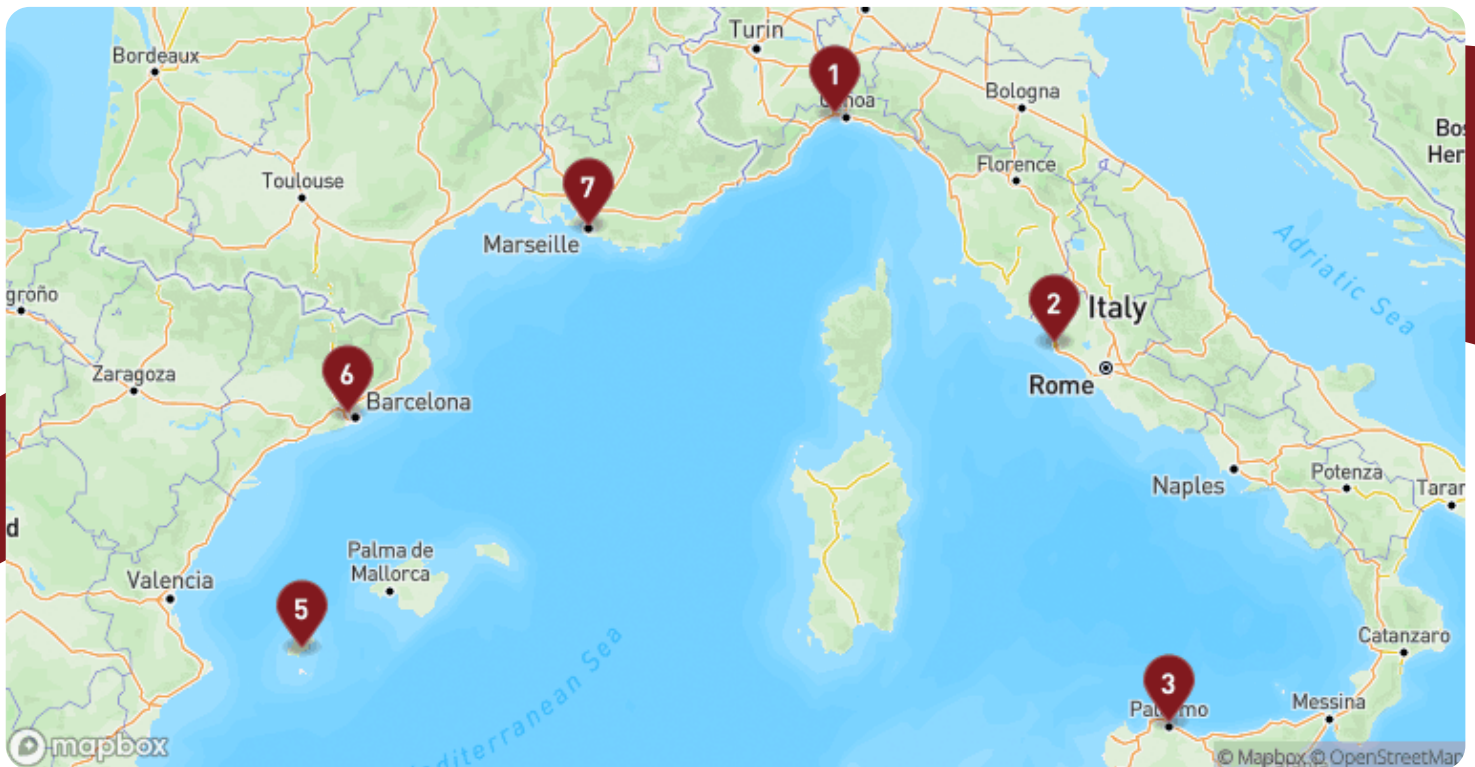 Turin
Bordeaux
1
Genoa
Bologna
Bos
Her
Florence
Toulouse
7
Marseille
Adriatic Sea
groño
2
Italy
Zaragoza
6
Barcelona
Rome
Naples
Potenza
Tarar
d
Palma de
Mallorca
Valencia
5
Mediterranean Sea
Catanzaro
3
Palermo
Messina
mapbox
© Mapbox © OpenStreetMap